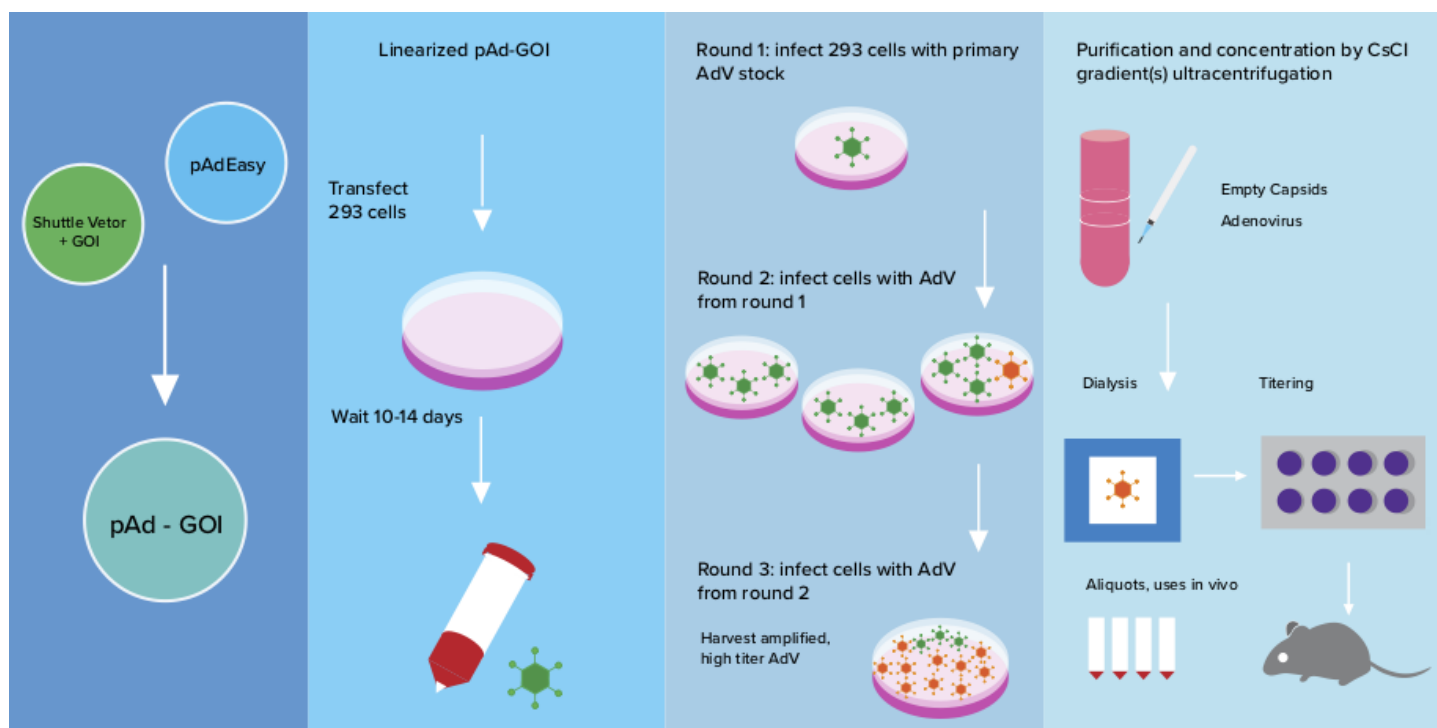 pAdEasy
Shuttle Vetor
+ GOI
pAd - GOI
Linearized pAd-GOI
Transfect
293 cells
Wait 10-14 days
Round 1: infect 293 cells with primary
AdV stock
Round 2: infect cells with AdV
from round 1
Round 3: infect cells with AdV
from round 2
Harvest amplified,
high titer AdV
Purification and concentration by CsCl
gradient(s) ultracentrifugation
Empty Capsids
Adenovirus
Dialysis
Titering
Aliquots, uses in vivo